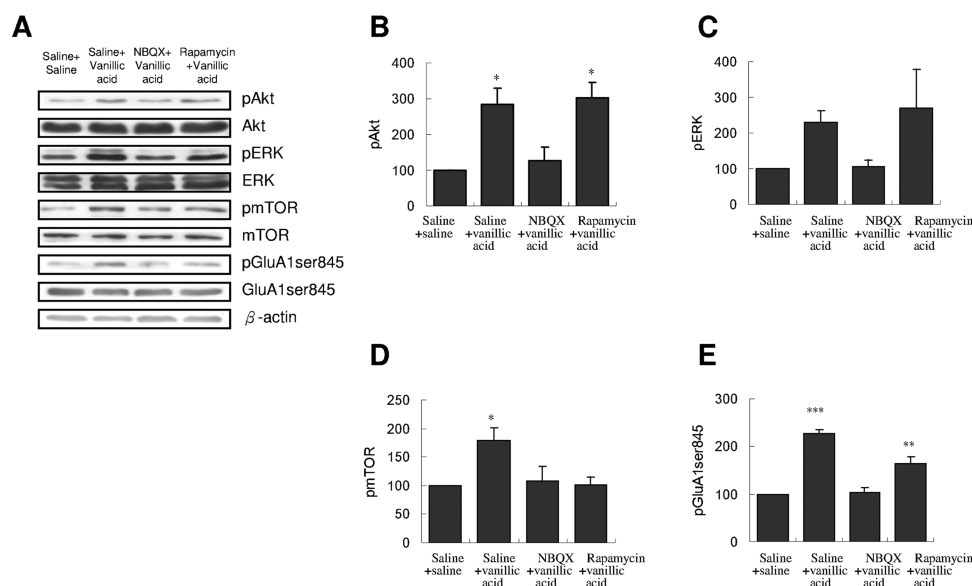 A
Saline+
Saline
Saline+
Vanillic
acid
NBQX+
Vanillic
acid
Rapamycin
+Vanillic
acid
pAkt
Akt
pERK
ERK
pmTOR
mTOR
pGluA1ser845
GluA1ser845
β-actin
B
pAkt
400
300
200
100
0
*
*
Saline
+saline
Saline
+vanillic
acid
NBQX
+vanillic
acid
Rapamycin
+vanillic
acid
C
pERK
400
300
200
100
0
Saline
+saline
Saline
+vanillic
acid
NBQX
+vanillic
acid
Rapamycin
+vanillic
acid
D
pmTOR
250
200
150
100
50
0
*
Saline
+saline
Saline
+vanillic
acid
NBQX
+vanillic
acid
Rapamycin
+vanillic
acid
E
pGluA1ser845
300
200
100
0
***
**
Saline
+saline
Saline
+vanillic
acid
NBQX
+vanillic
acid
Rapamycin
+vanillic
acid